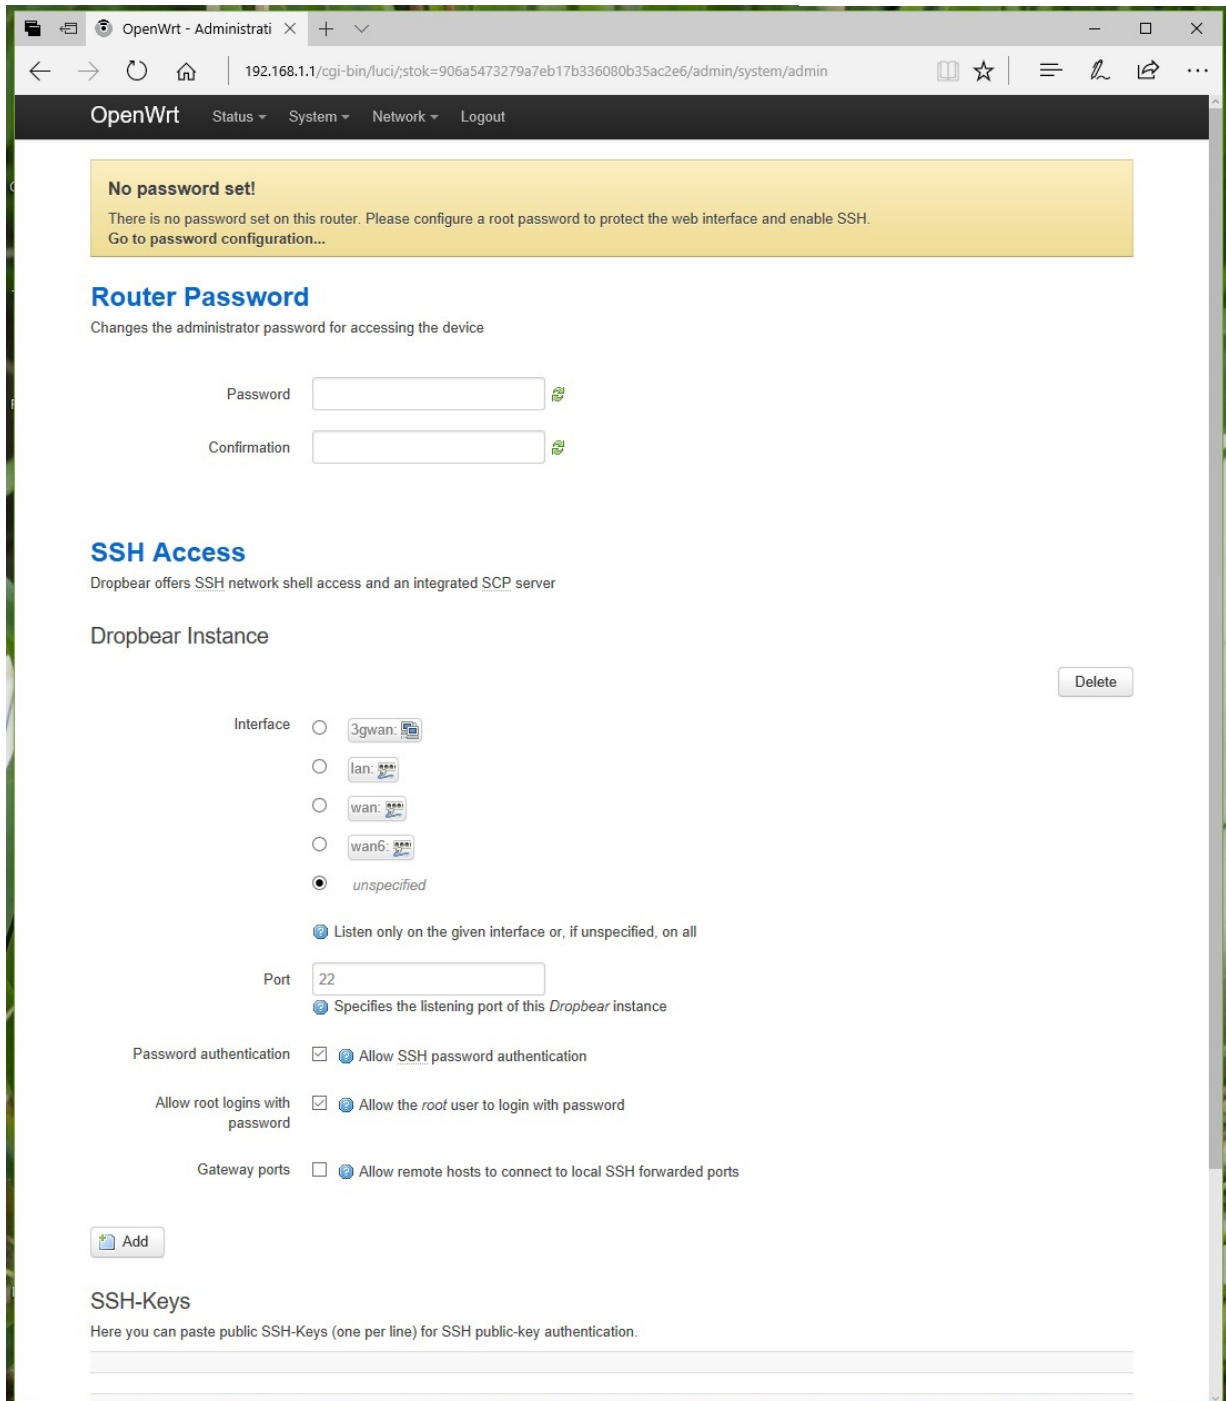 OpenWrt - Administrati
192.168.1.1/cgi-bin/luci/;stok=906a5473279a7eb17b336080b35ac2e6/admin/system/admin
OpenWrt Status System Network Logout
No password set!
There is no password set on this router. Please configure a root password to protect the web interface and enable SSH.
Go to password configuration...
Router Password
Changes the administrator password for accessing the device
Password
Confirmation
SSH Access
Dropbear offers SSH network shell access and an integrated SCP server
Dropbear Instance
Delete
Interface
3gwan:
lan:
wan:
wan6:
unspecified
Listen only on the given interface or, if unspecified, on all
Port 22
Specifies the listening port of this Dropbear instance
Password authentication Allow SSH password authentication
Allow root logins with password Allow the root user to login with password
Gateway ports Allow remote hosts to connect to local SSH forwarded ports
Add
SSH-Keys
Here you can paste public SSH-Keys (one per line) for SSH public-key authentication.